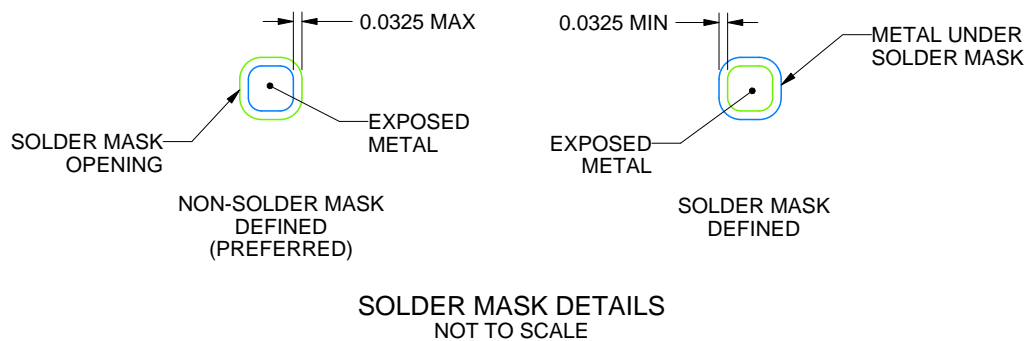 0.0325 MAX
SOLDER MASK
OPENING
EXPOSED
METAL
NON-SOLDER MASK
DEFINED
(PREFERRED)
0.0325 MIN
METAL UNDER
SOLDER MASK
EXPOSED
METAL
SOLDER MASK
DEFINED
SOLDER MASK DETAILS
NOT TO SCALE